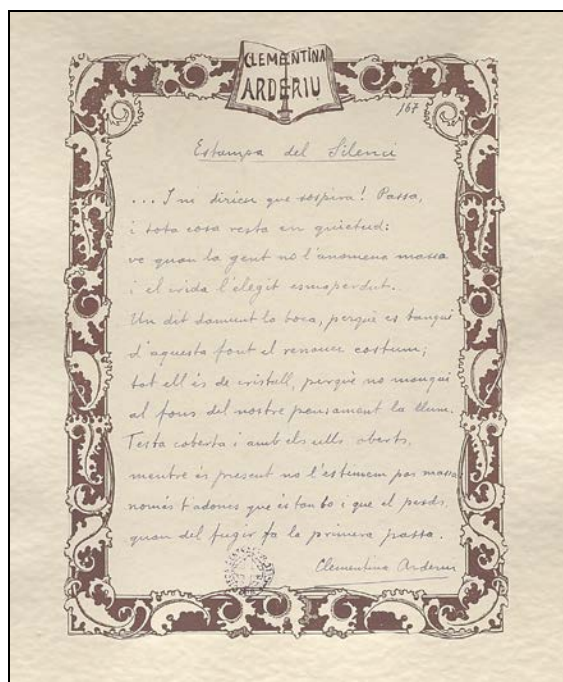 CLEMENTINA
ARDERIU
167
Estampa del Silenci
... I ni dirieu que sospira! Passa,
i tota cosa resta en quietud:
ve quan la gent no l'anomena massa
i el crida l'elegit esmaperdut.
Un dit damunt la boca, perquè es tanqui
d'aquesta font el renouer costum;
tot ell és de cristall, perquè no manqui
al fons del nostre pensament la llum.
Testa coberta i amb els ulls oberts,
mentre és present no l'estimem pas massa
només t'adones que és tan bo i que el perds,
quan del fugir fa la primera passa.
Clementina Arderiu